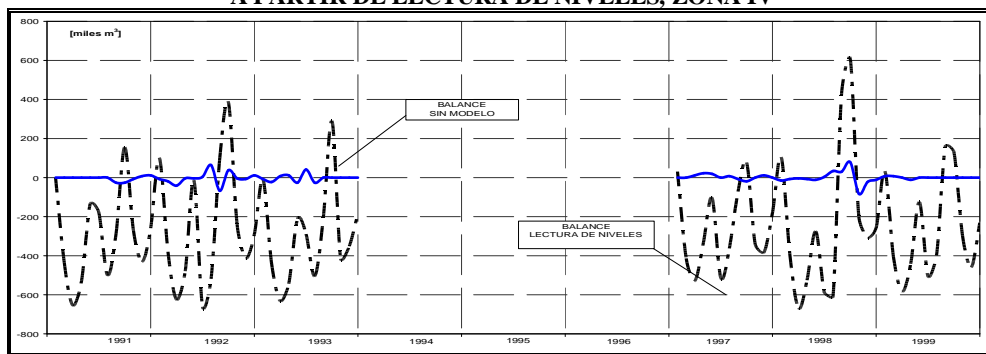 A PARTIR DE LECTURA DE NIVELES, ZONA IV
[miles m³]
800
600
400
200
0
-200
-400
-600
-800
BALANCE
SIN MODELO
BALANCE
LECTURA DE NIVELES
1991 1992 1993 1994 1995 1996 1997 1998 1999